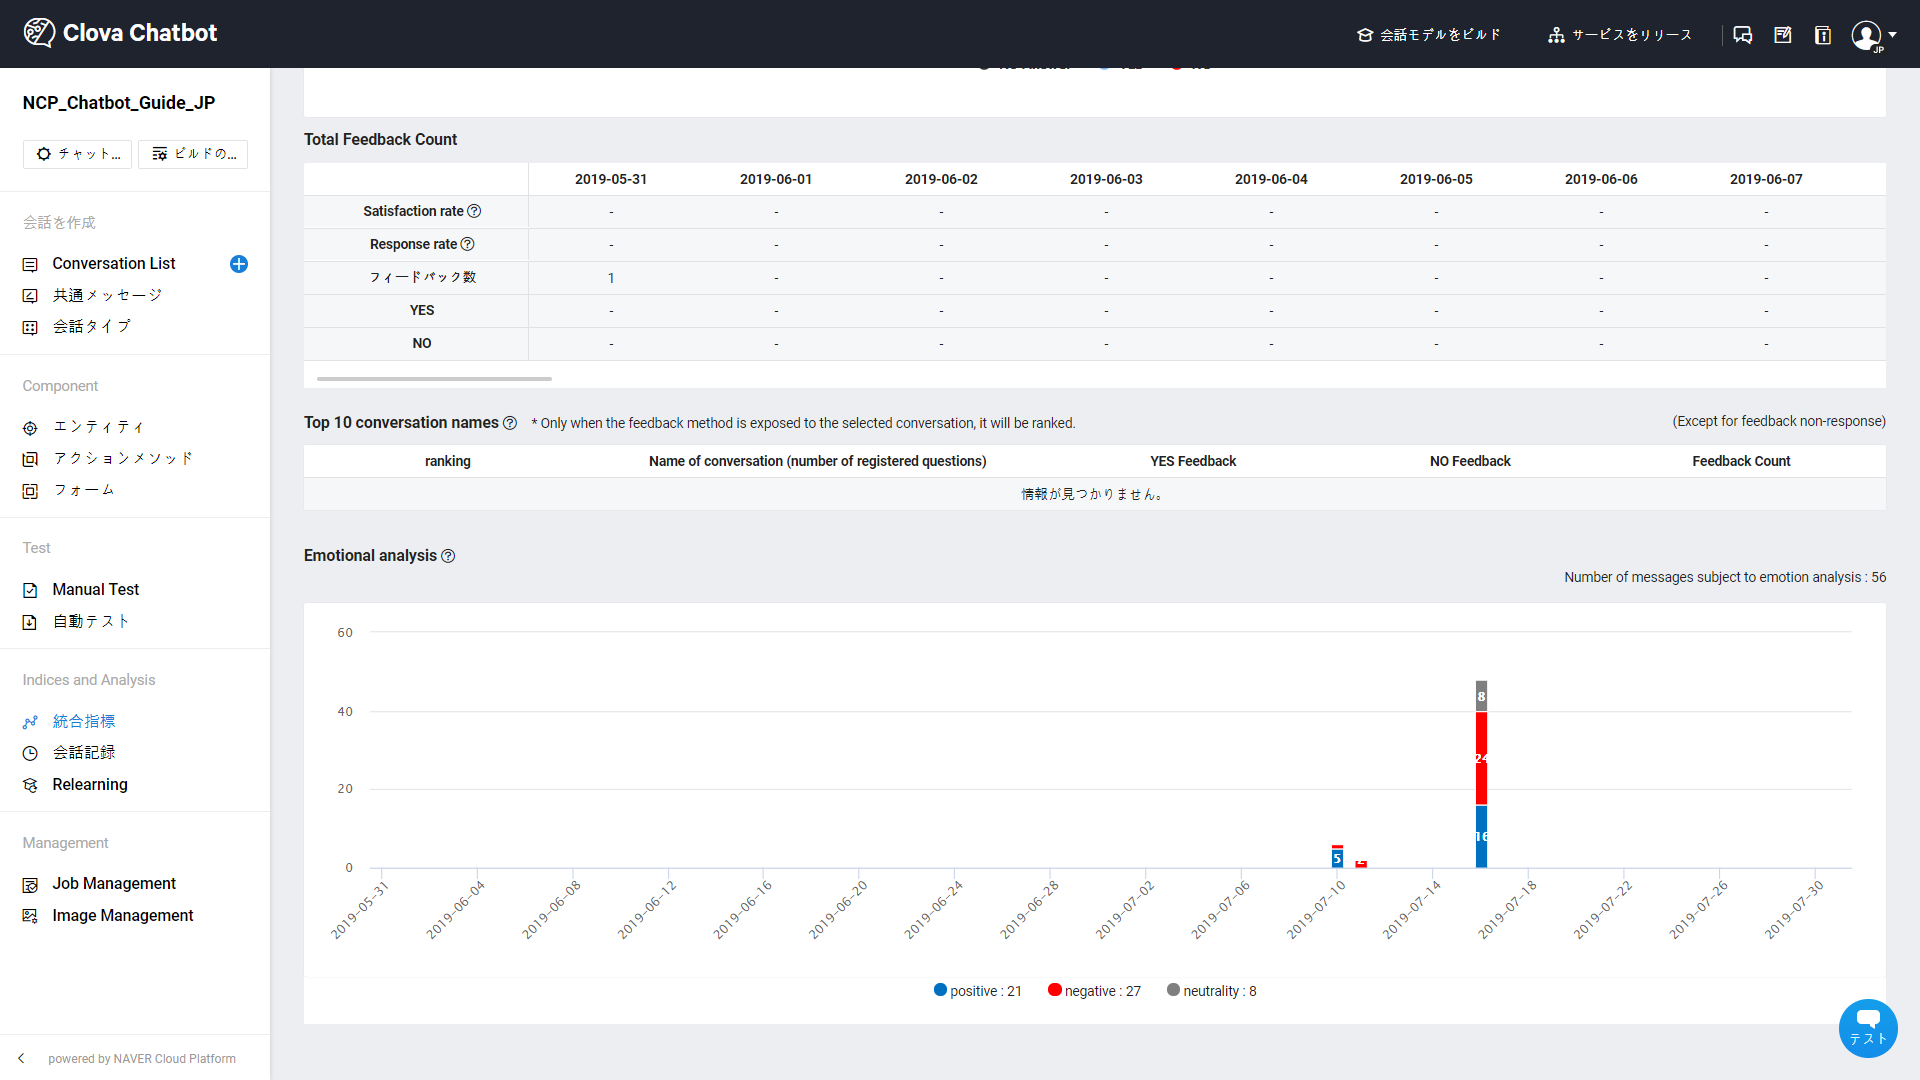 Clova Chatbot
会話モデルをビルド サービスをリリース JP
NCP_Chatbot_Guide_JP
チャット... ビルドの...
会話を作成
Conversation List
共通メッセージ
会話タイプ
Component
エンティティ
アクションメソッド
フォーム
Test
Manual Test
自動テスト
Indices and Analysis
統合指標
会話記録
Relearning
Management
Job Management
Image Management
powered by NAVER Cloud Platform
Total Feedback Count
2019-05-31 2019-06-01 2019-06-02 2019-06-03 2019-06-04 2019-06-05 2019-06-06 2019-06-07
Satisfaction rate - - - - - - - -
Response rate - - - - - - - -
フィードバック数 1 - - - - - - -
YES - - - - - - - -
NO - - - - - - - -
Top 10 conversation names * Only when the feedback method is exposed to the selected conversation, it will be ranked. (Except for feedback non-response)
ranking Name of conversation (number of registered questions) YES Feedback NO Feedback Feedback Count
情報が見つかりません。
Emotional analysis
Number of messages subject to emotion analysis : 56
60
40
20
0
8
24
16
5
2
2019-05-31 2019-06-04 2019-06-08 2019-06-12 2019-06-16 2019-06-20 2019-06-24 2019-06-28 2019-07-02 2019-07-06 2019-07-10 2019-07-14 2019-07-18 2019-07-22 2019-07-26 2019-07-30
positive : 21 negative : 27 neutrality : 8
テスト